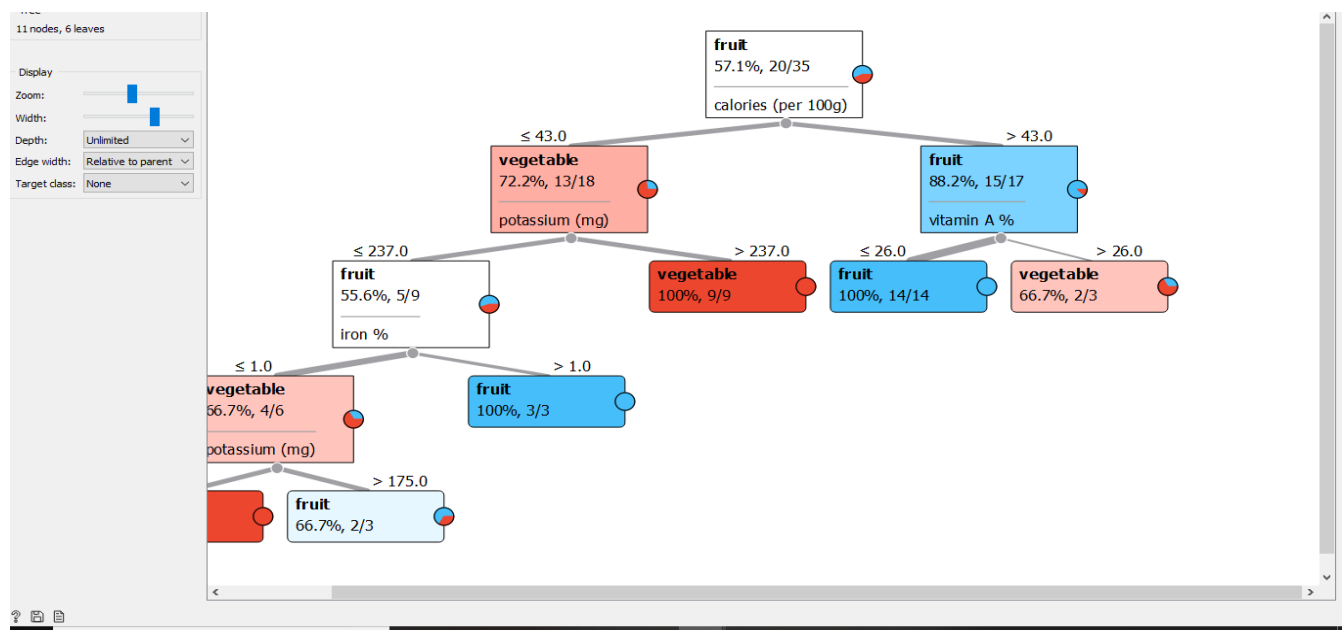 11 nodes, 6 leaves
Display
Zoom:
Width:
Depth: Unlimited
Edge width: Relative to parent
Target class: None
fruit
57.1%, 20/35
calories (per 100g)
≤ 43.0
> 43.0
vegetable
72.2%, 13/18
potassium (mg)
fruit
88.2%, 15/17
vitamin A %
≤ 237.0
> 237.0
≤ 26.0
> 26.0
fruit
55.6%, 5/9
iron %
vegetable
100%, 9/9
fruit
100%, 14/14
vegetable
66.7%, 2/3
≤ 1.0
> 1.0
vegetable
66.7%, 4/6
potassium (mg)
fruit
100%, 3/3
> 175.0
fruit
66.7%, 2/3